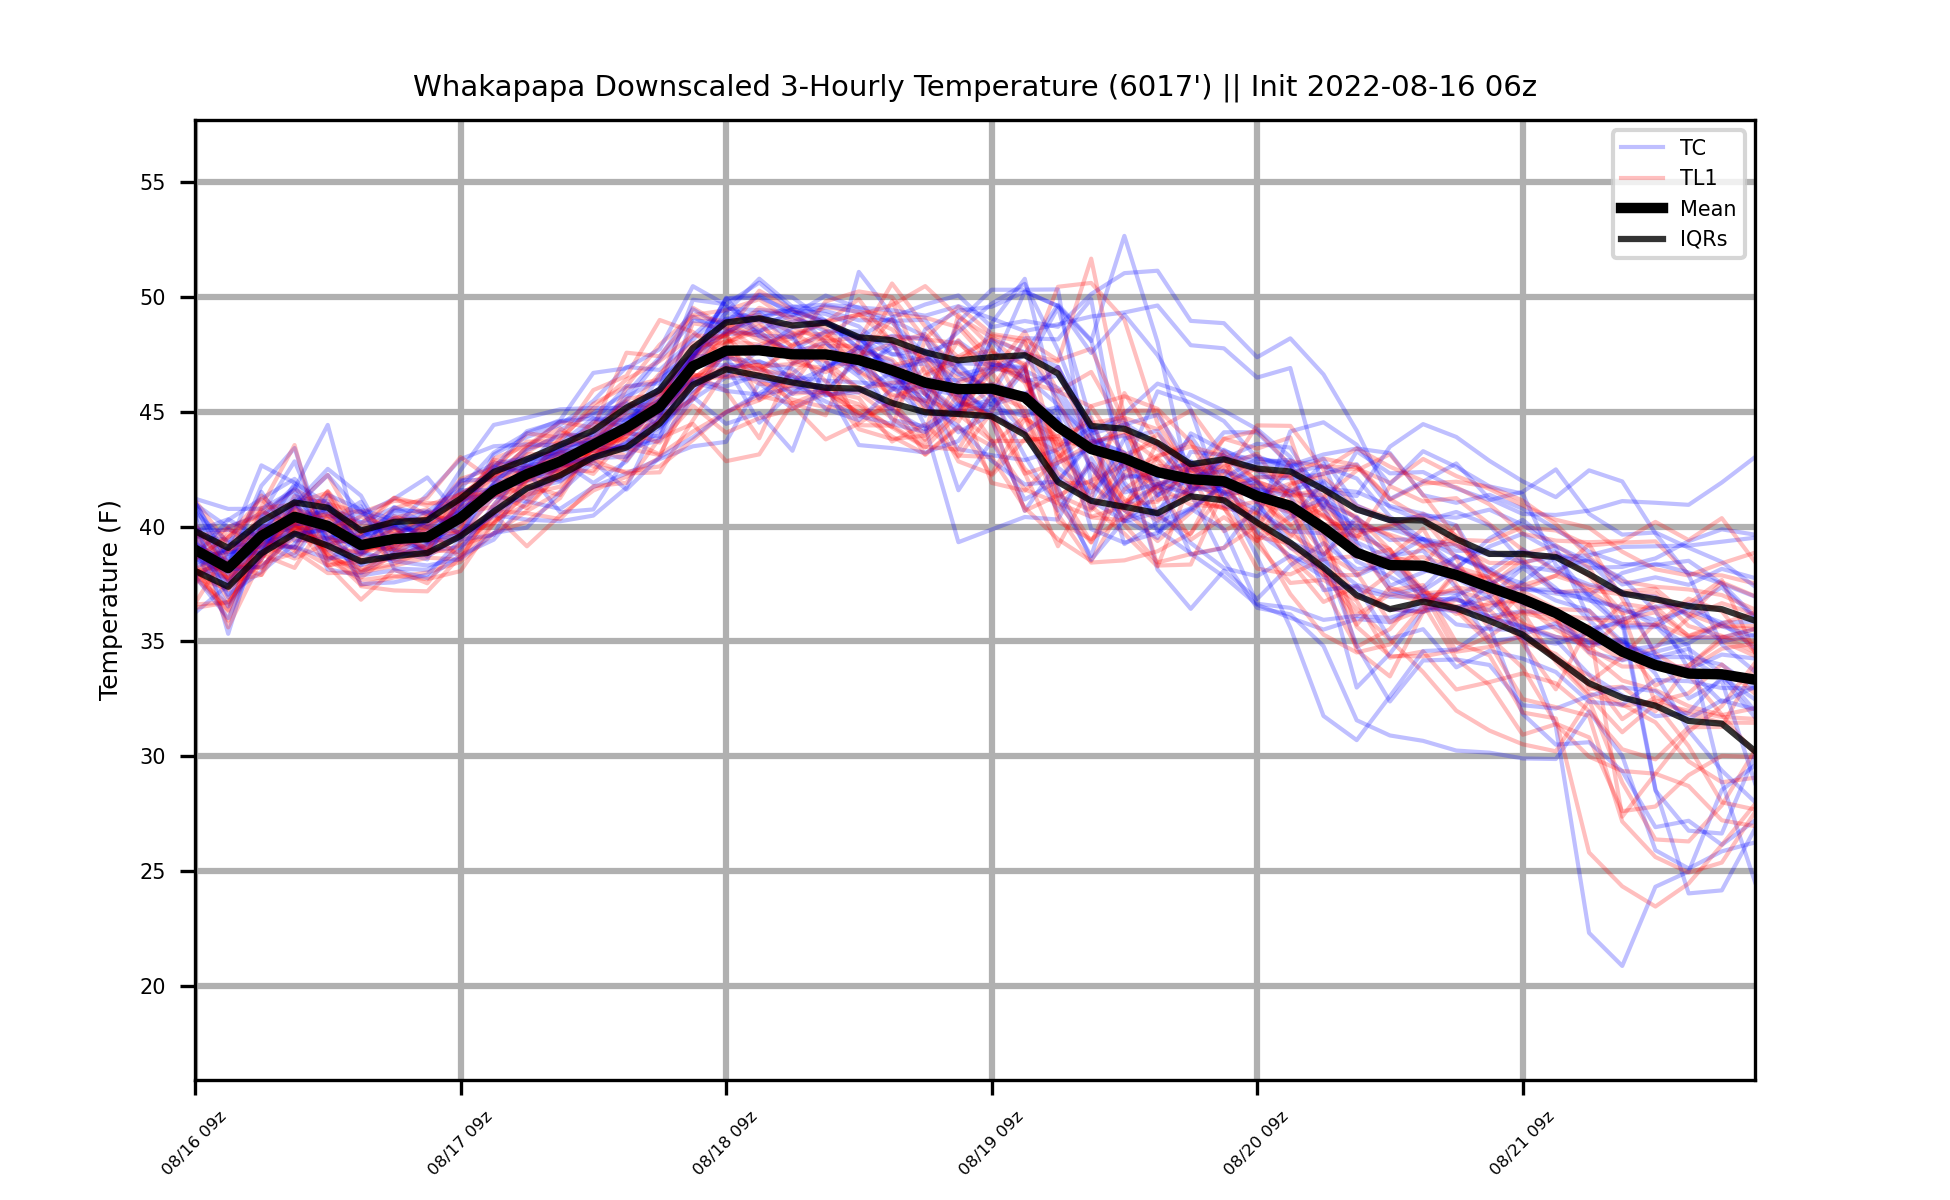 Whakapapa Downscaled 3-Hourly Temperature (6017') || Init 2022-08-16 06z
TC
TL1
Mean
IQRs
Temperature (F)
55
50
45
40
35
30
25
20
08/16 09z
08/17 09z
08/18 09z
08/19 09z
08/20 09z
08/21 09z